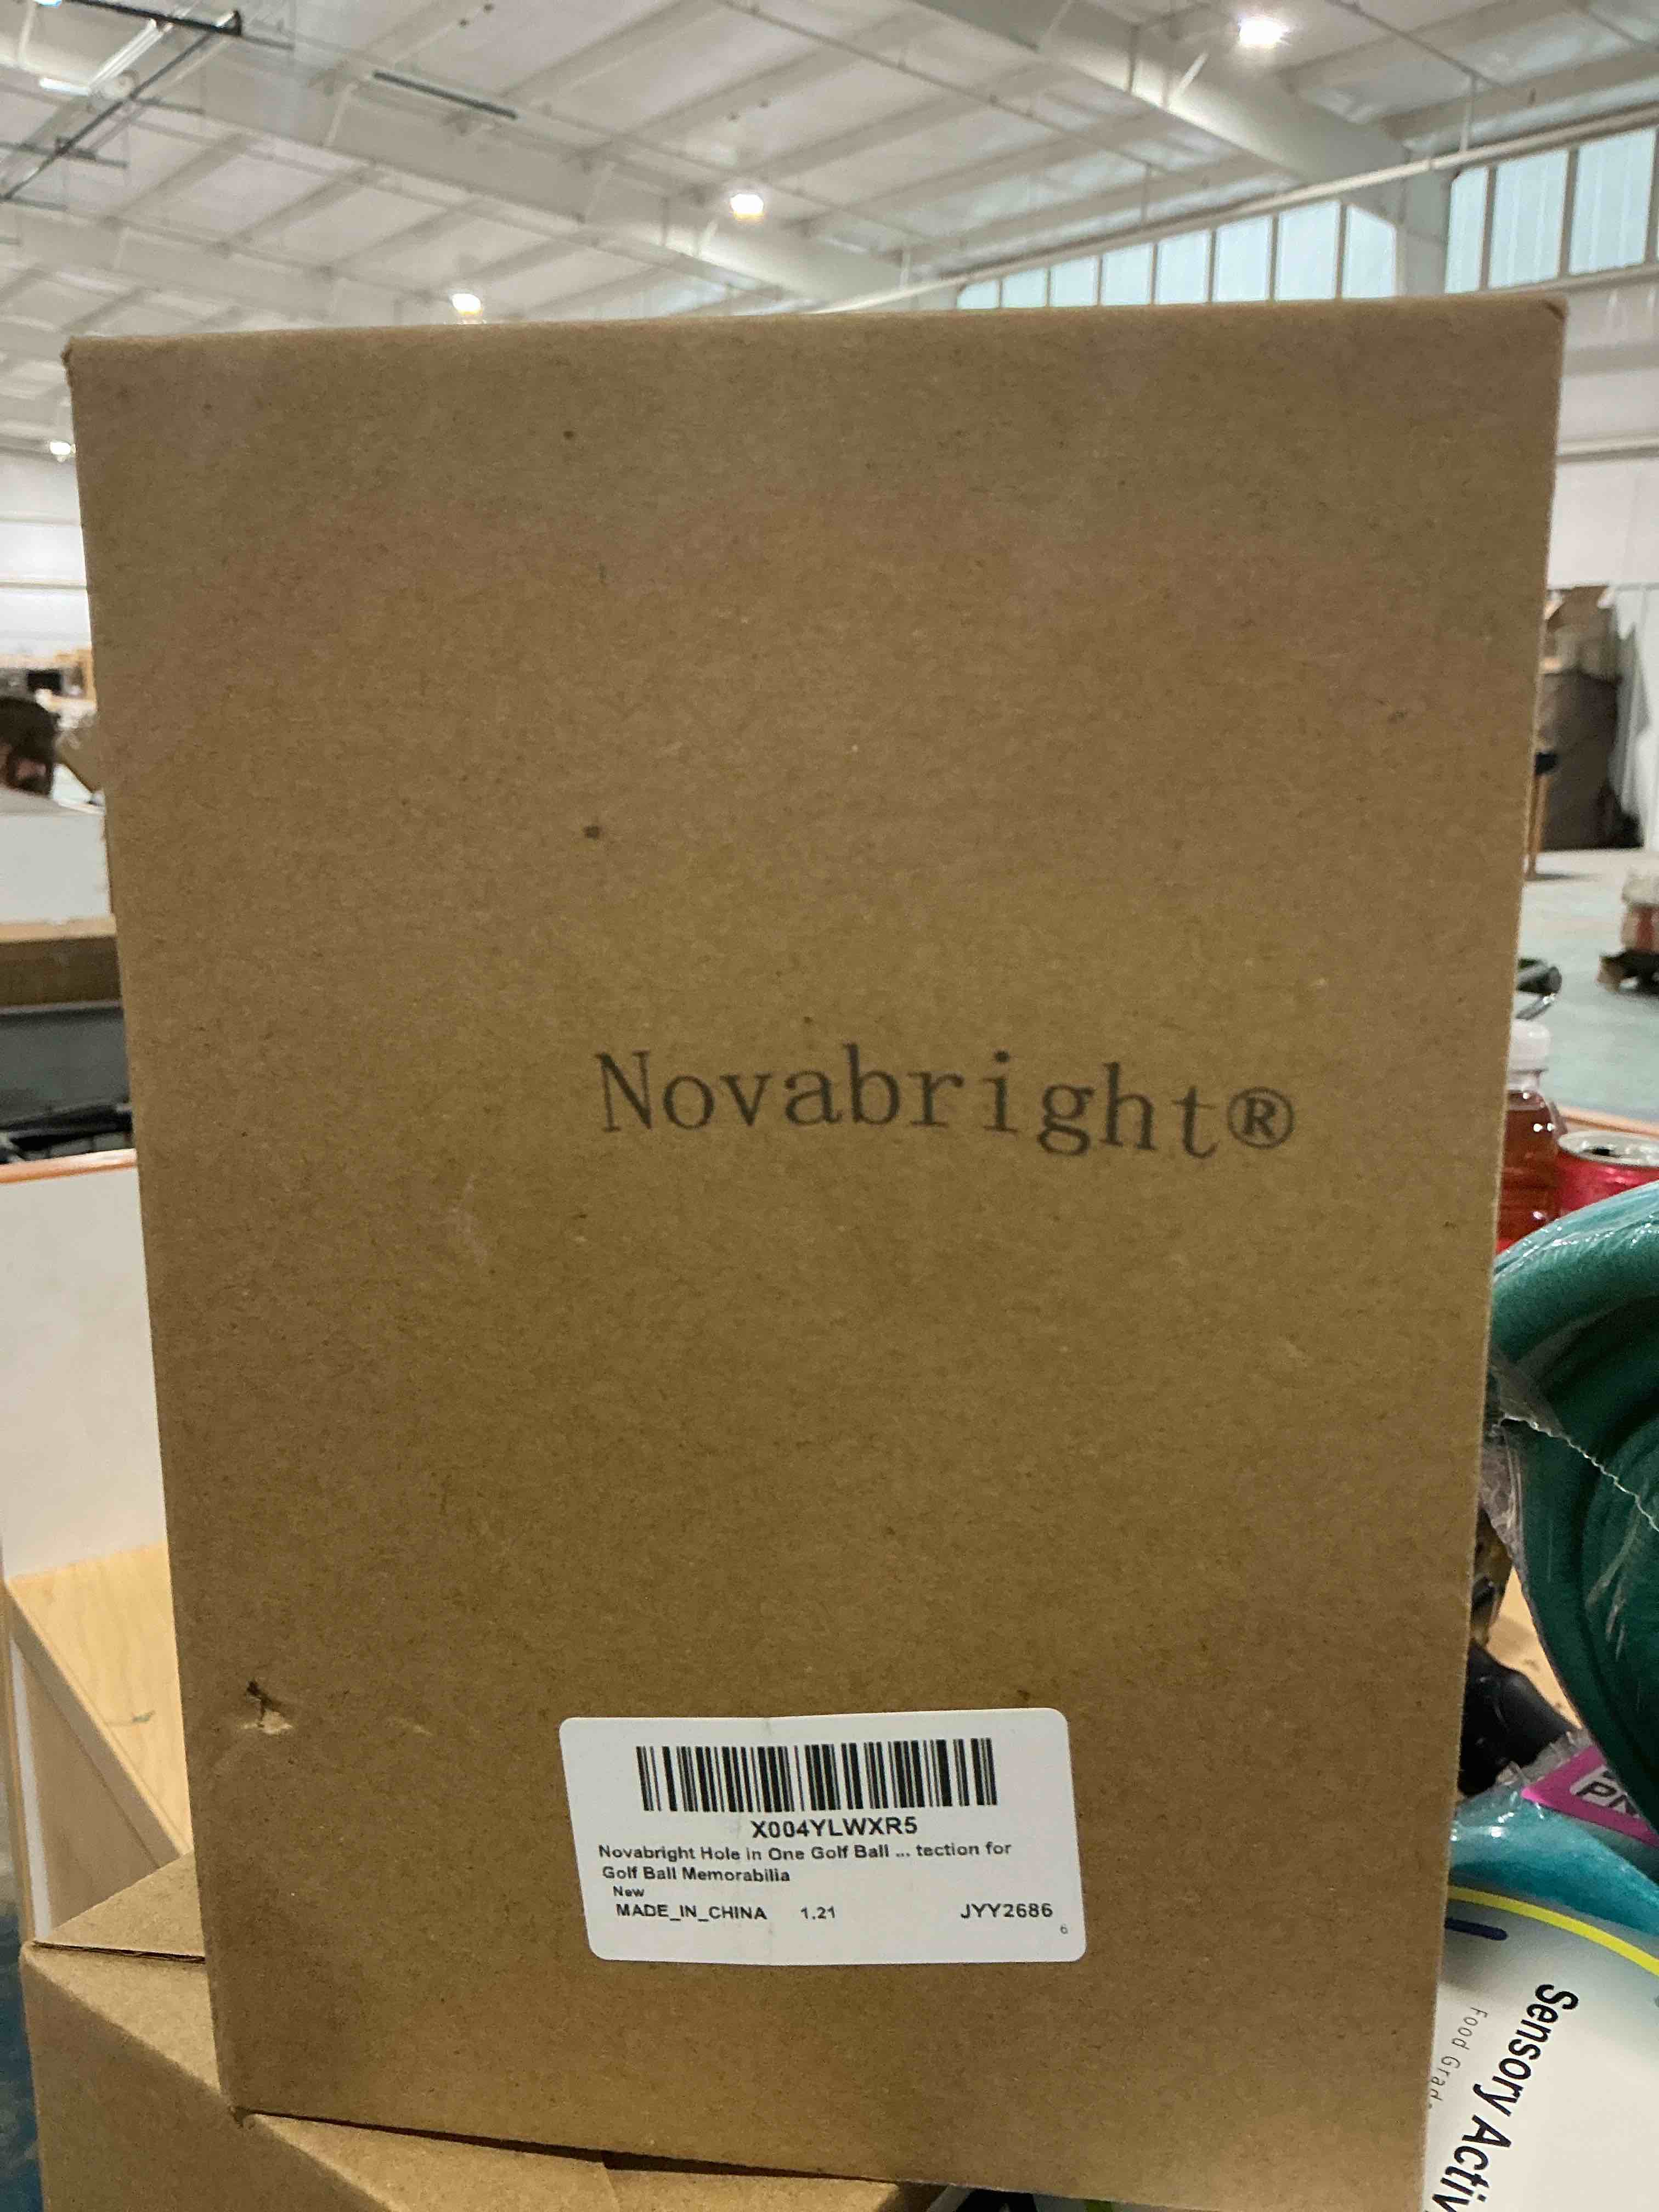 Novabright®
X004YLWXR5
Novabright Hole in One Golf Ball ... tection for
Golf Ball Memorabilia
New
MADE_IN_CHINA 1.21 JYY2686
6
Sensory Activ
Food Grad